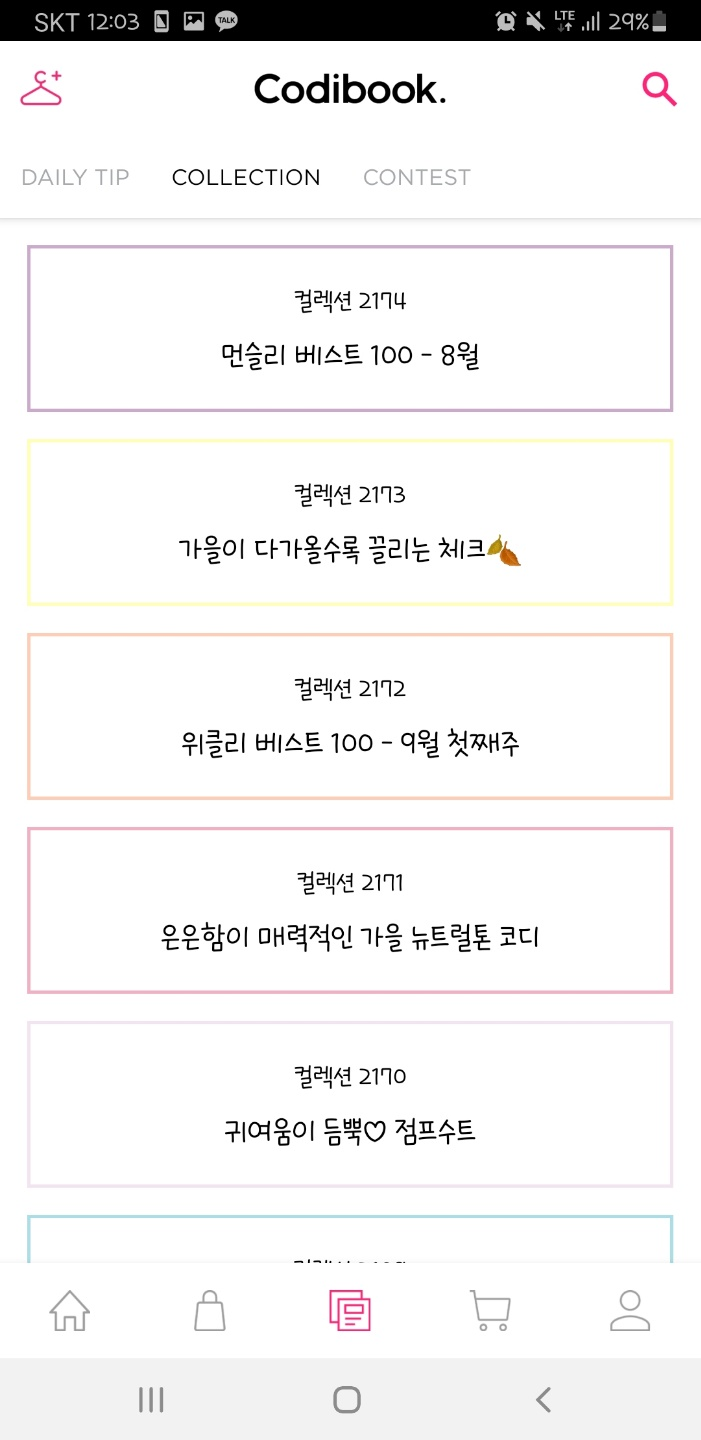 SKT 12:03 TALK LTE 29%
Codibook.
DAILY TIP COLLECTION CONTEST
컬렉션 2174
먼슬리 베스트 100 - 8월
컬렉션 2173
가을이 다가올수록 끌리는 체크🍂
컬렉션 2172
위클리 베스트 100 - 9월 첫째주
컬렉션 2171
은은함이 매력적인 가을 뉴트럴톤 코디
컬렉션 2170
귀여움이 듬뿍♡ 점프수트